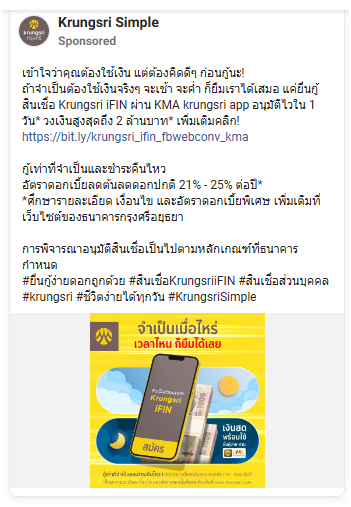 Krungsri Simple
Sponsored
krungsri
กรุงศรี
เข้าใจว่าคุณต้องใช้เงิน แต่ต้องคิดดีๆ ก่อนกู้นะ!
ถ้าจำเป็นต้องใช้เงินจริงๆ จะเช้า จะค่ำ ก็ยืมเราได้เสมอ แค่ยื่นกู้
สินเชื่อ Krungsri iFIN ผ่าน KMA krungsri app อนุมัติไวใน 1
วัน* วงเงินสูงสุดถึง 2 ล้านบาท* เพิ่มเติมคลิก!
https://bit.ly/krungsri_ifin_fbwebconv_kma
กู้เท่าที่จำเป็นและชำระคืนไหว
อัตราดอกเบี้ยลดต้นลดดอกปกติ 21% - 25% ต่อปี*
*ศึกษารายละเอียด เงื่อนไข และอัตราดอกเบี้ยพิเศษ เพิ่มเติมที่
เว็บไซต์ของธนาคารกรุงศรีอยุธยา
การพิจารณาอนุมัติสินเชื่อเป็นไปตามหลักเกณฑ์ที่ธนาคาร
กำหนด
#ยื่นกู้ง่ายดอกถูกด้วย #สินเชื่อKrungsriiFIN #สินเชื่อส่วนบุคคล
#krungsri #ชีวิตง่ายได้ทุกวัน #KrungsriSimple
จำเป็นเมื่อไหร่
เวลาไหน ก็ยืมได้เลย
Krungsri
iFIN
สมัคร
เงินสด
พร้อมใช้